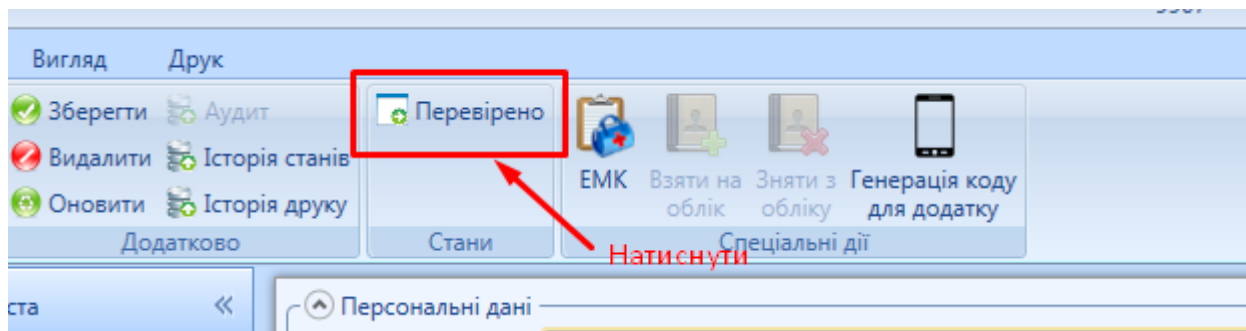 Вигляд Друк
Зберегти Аудит Перевірено
Видалити Історія станів
Оновити Історія друку
ЕМК Взяти на облік Зняти з обліку Генерація коду для додатку
Додатково Стани Спеціальні дії
Натиснути
ста « Персональні дані